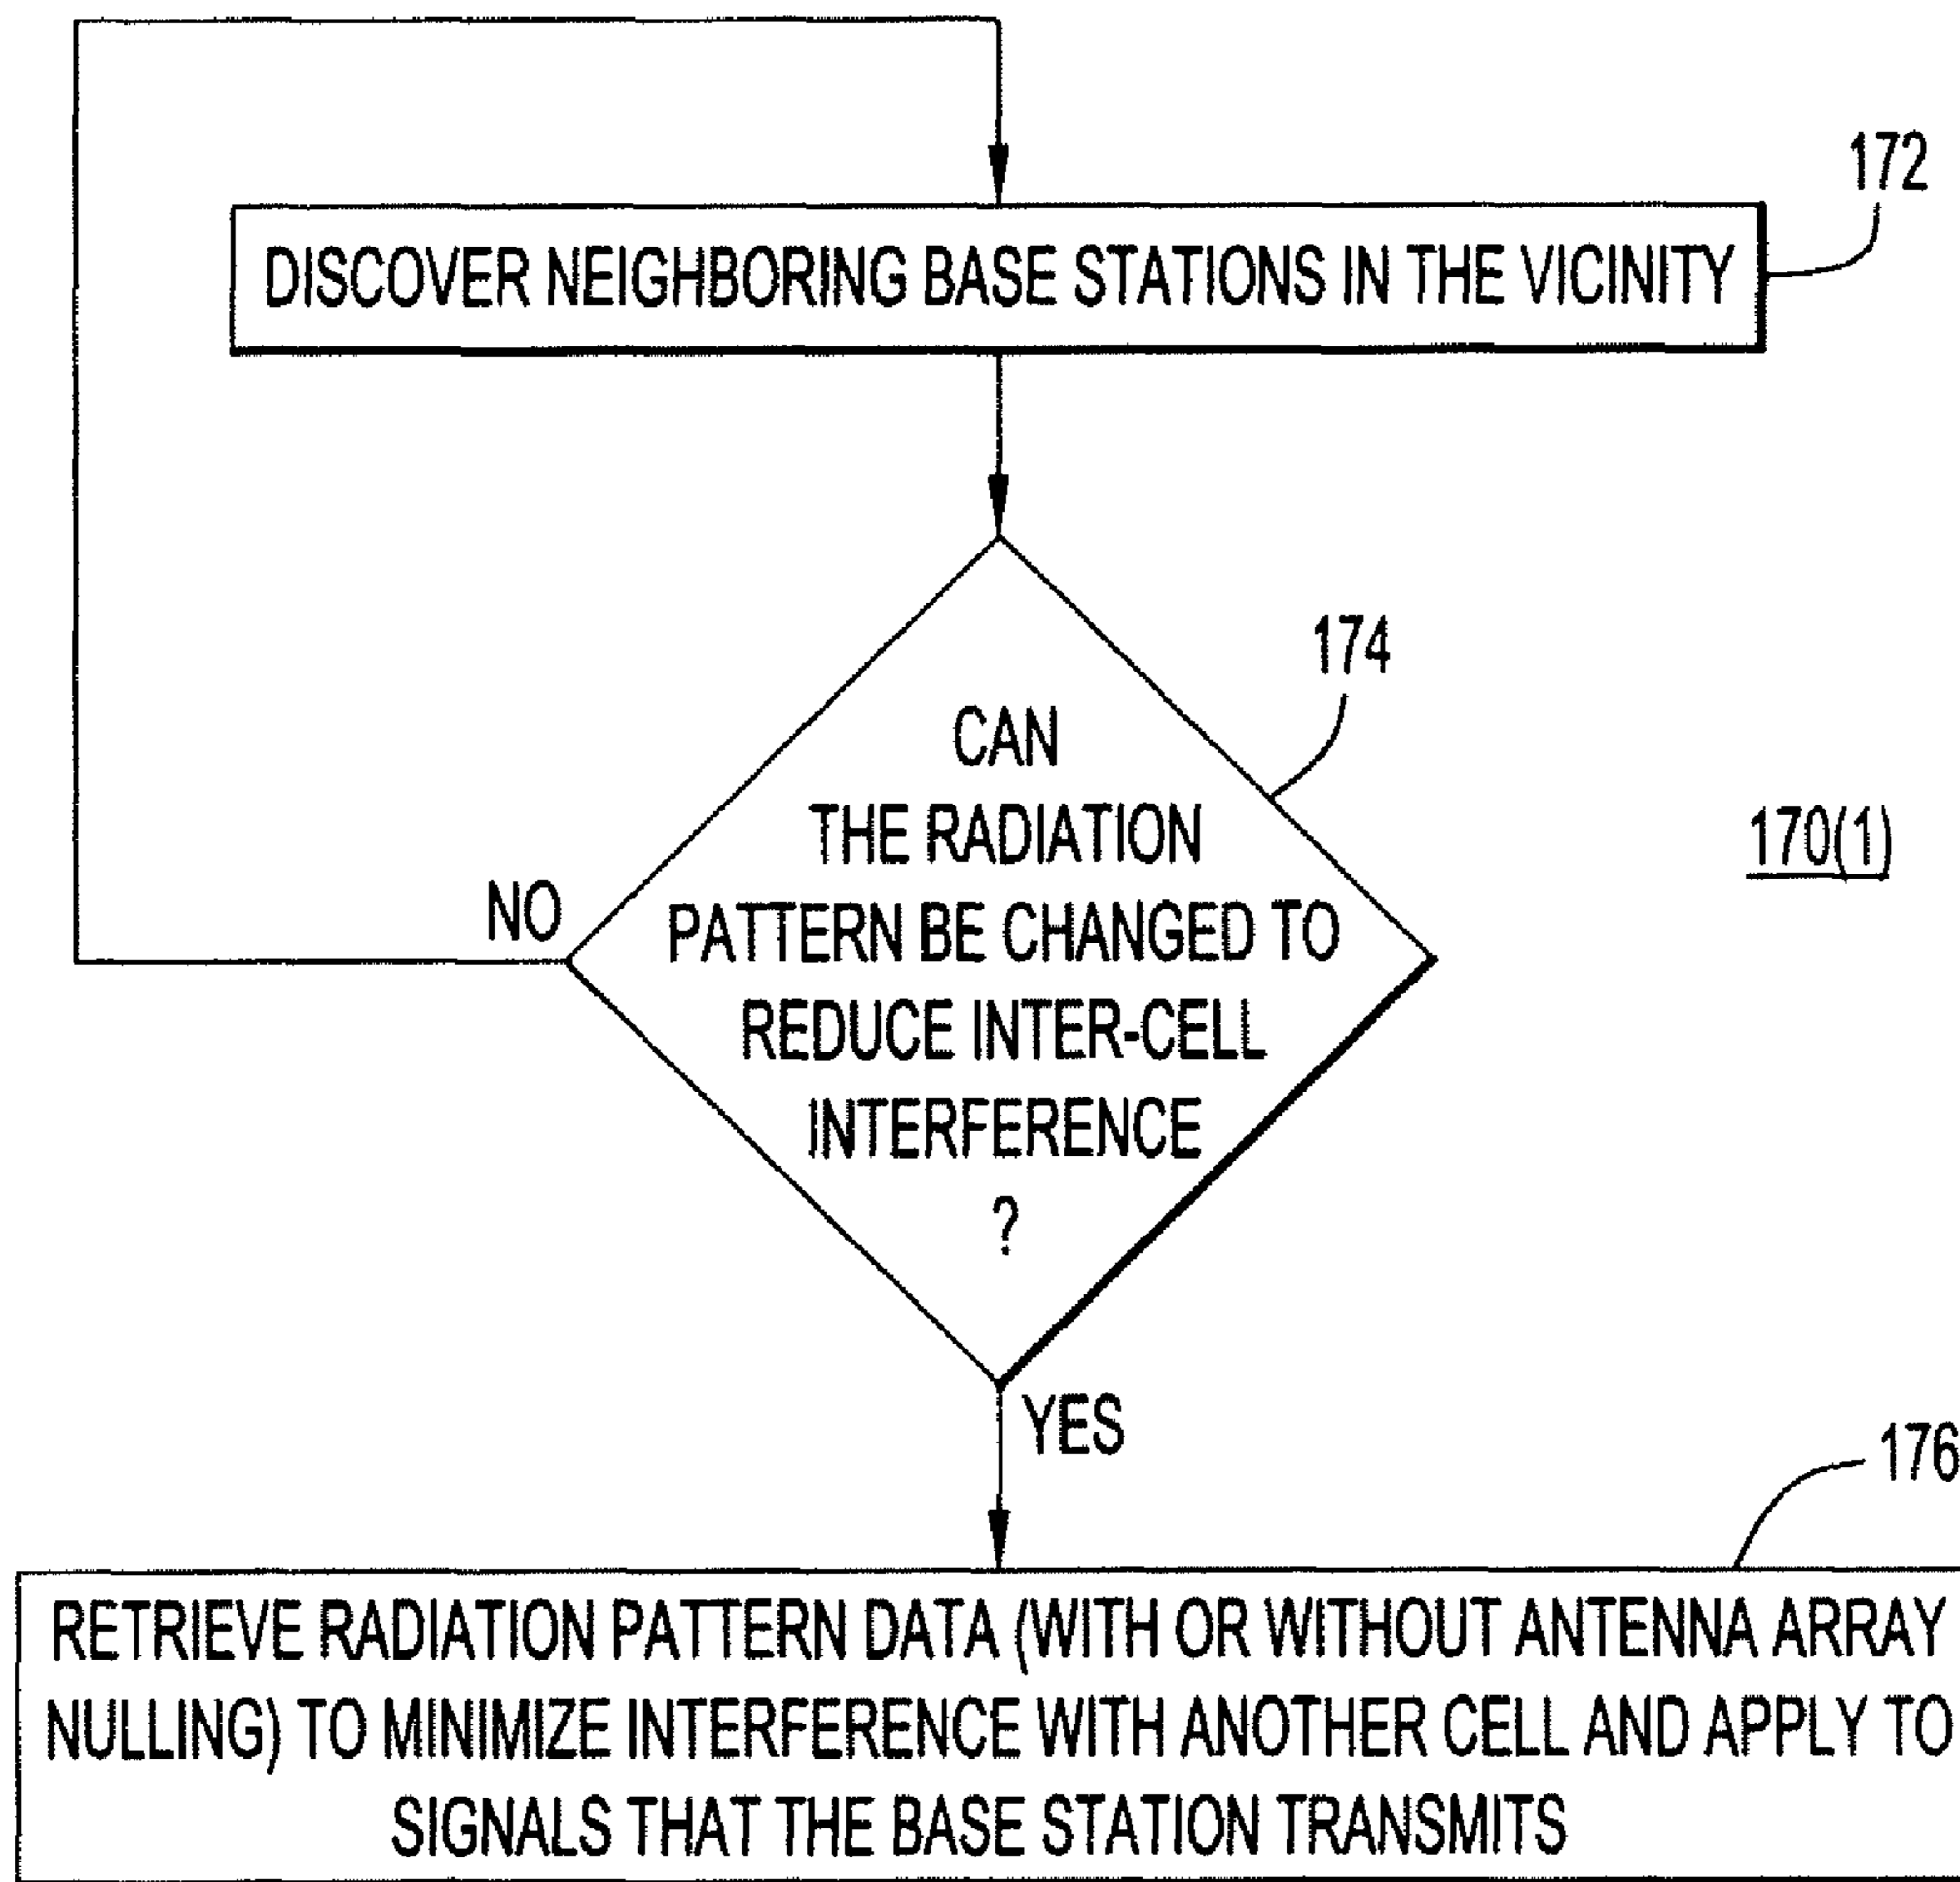 172
DISCOVER NEIGHBORING BASE STATIONS IN THE VICINITY
174
CAN
THE RADIATION
PATTERN BE CHANGED TO
REDUCE INTER-CELL
INTERFERENCE
?
170(1)
NO
YES
176
RETRIEVE RADIATION PATTERN DATA (WITH OR WITHOUT ANTENNA ARRAY
NULLING) TO MINIMIZE INTERFERENCE WITH ANOTHER CELL AND APPLY TO
SIGNALS THAT THE BASE STATION TRANSMITS